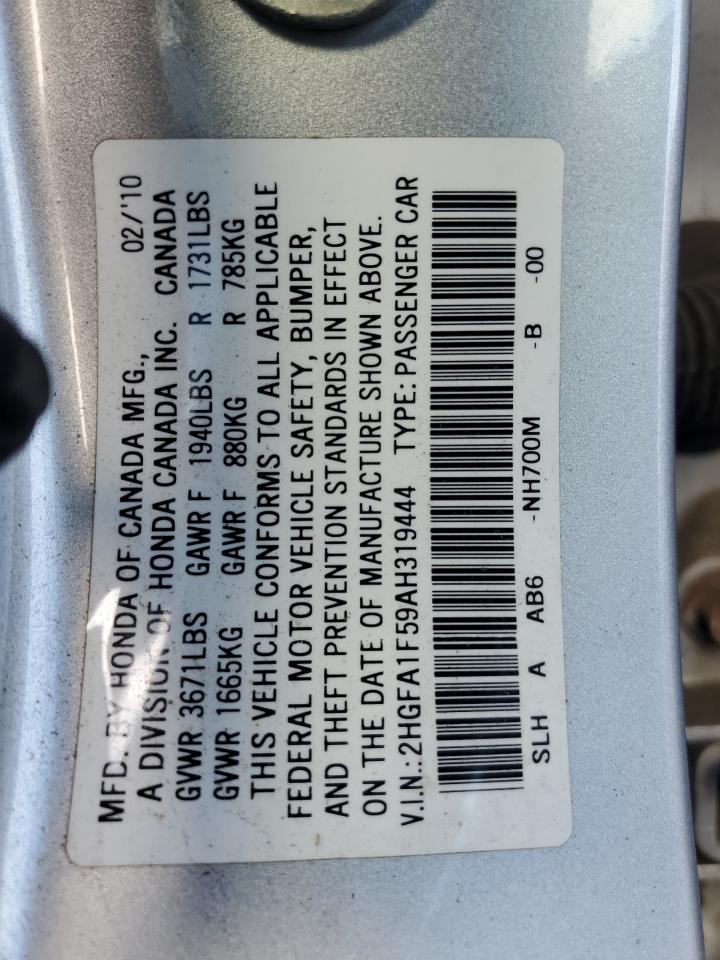 MFD. BY HONDA OF CANADA MFG., 02/10
A DIVISION OF HONDA CANADA INC. CANADA
GVWR 3671LBS GAWR F 1940LBS R 1731LBS
GVWR 1665KG GAWR F 880KG R 785KG
THIS VEHICLE CONFORMS TO ALL APPLICABLE
FEDERAL MOTOR VEHICLE SAFETY, BUMPER,
AND THEFT PREVENTION STANDARDS IN EFFECT
ON THE DATE OF MANUFACTURE SHOWN ABOVE.
V.I.N.:2HGFA1F59AH319444 TYPE:PASSENGER CAR
SLH A AB6 -NH700M -B -00